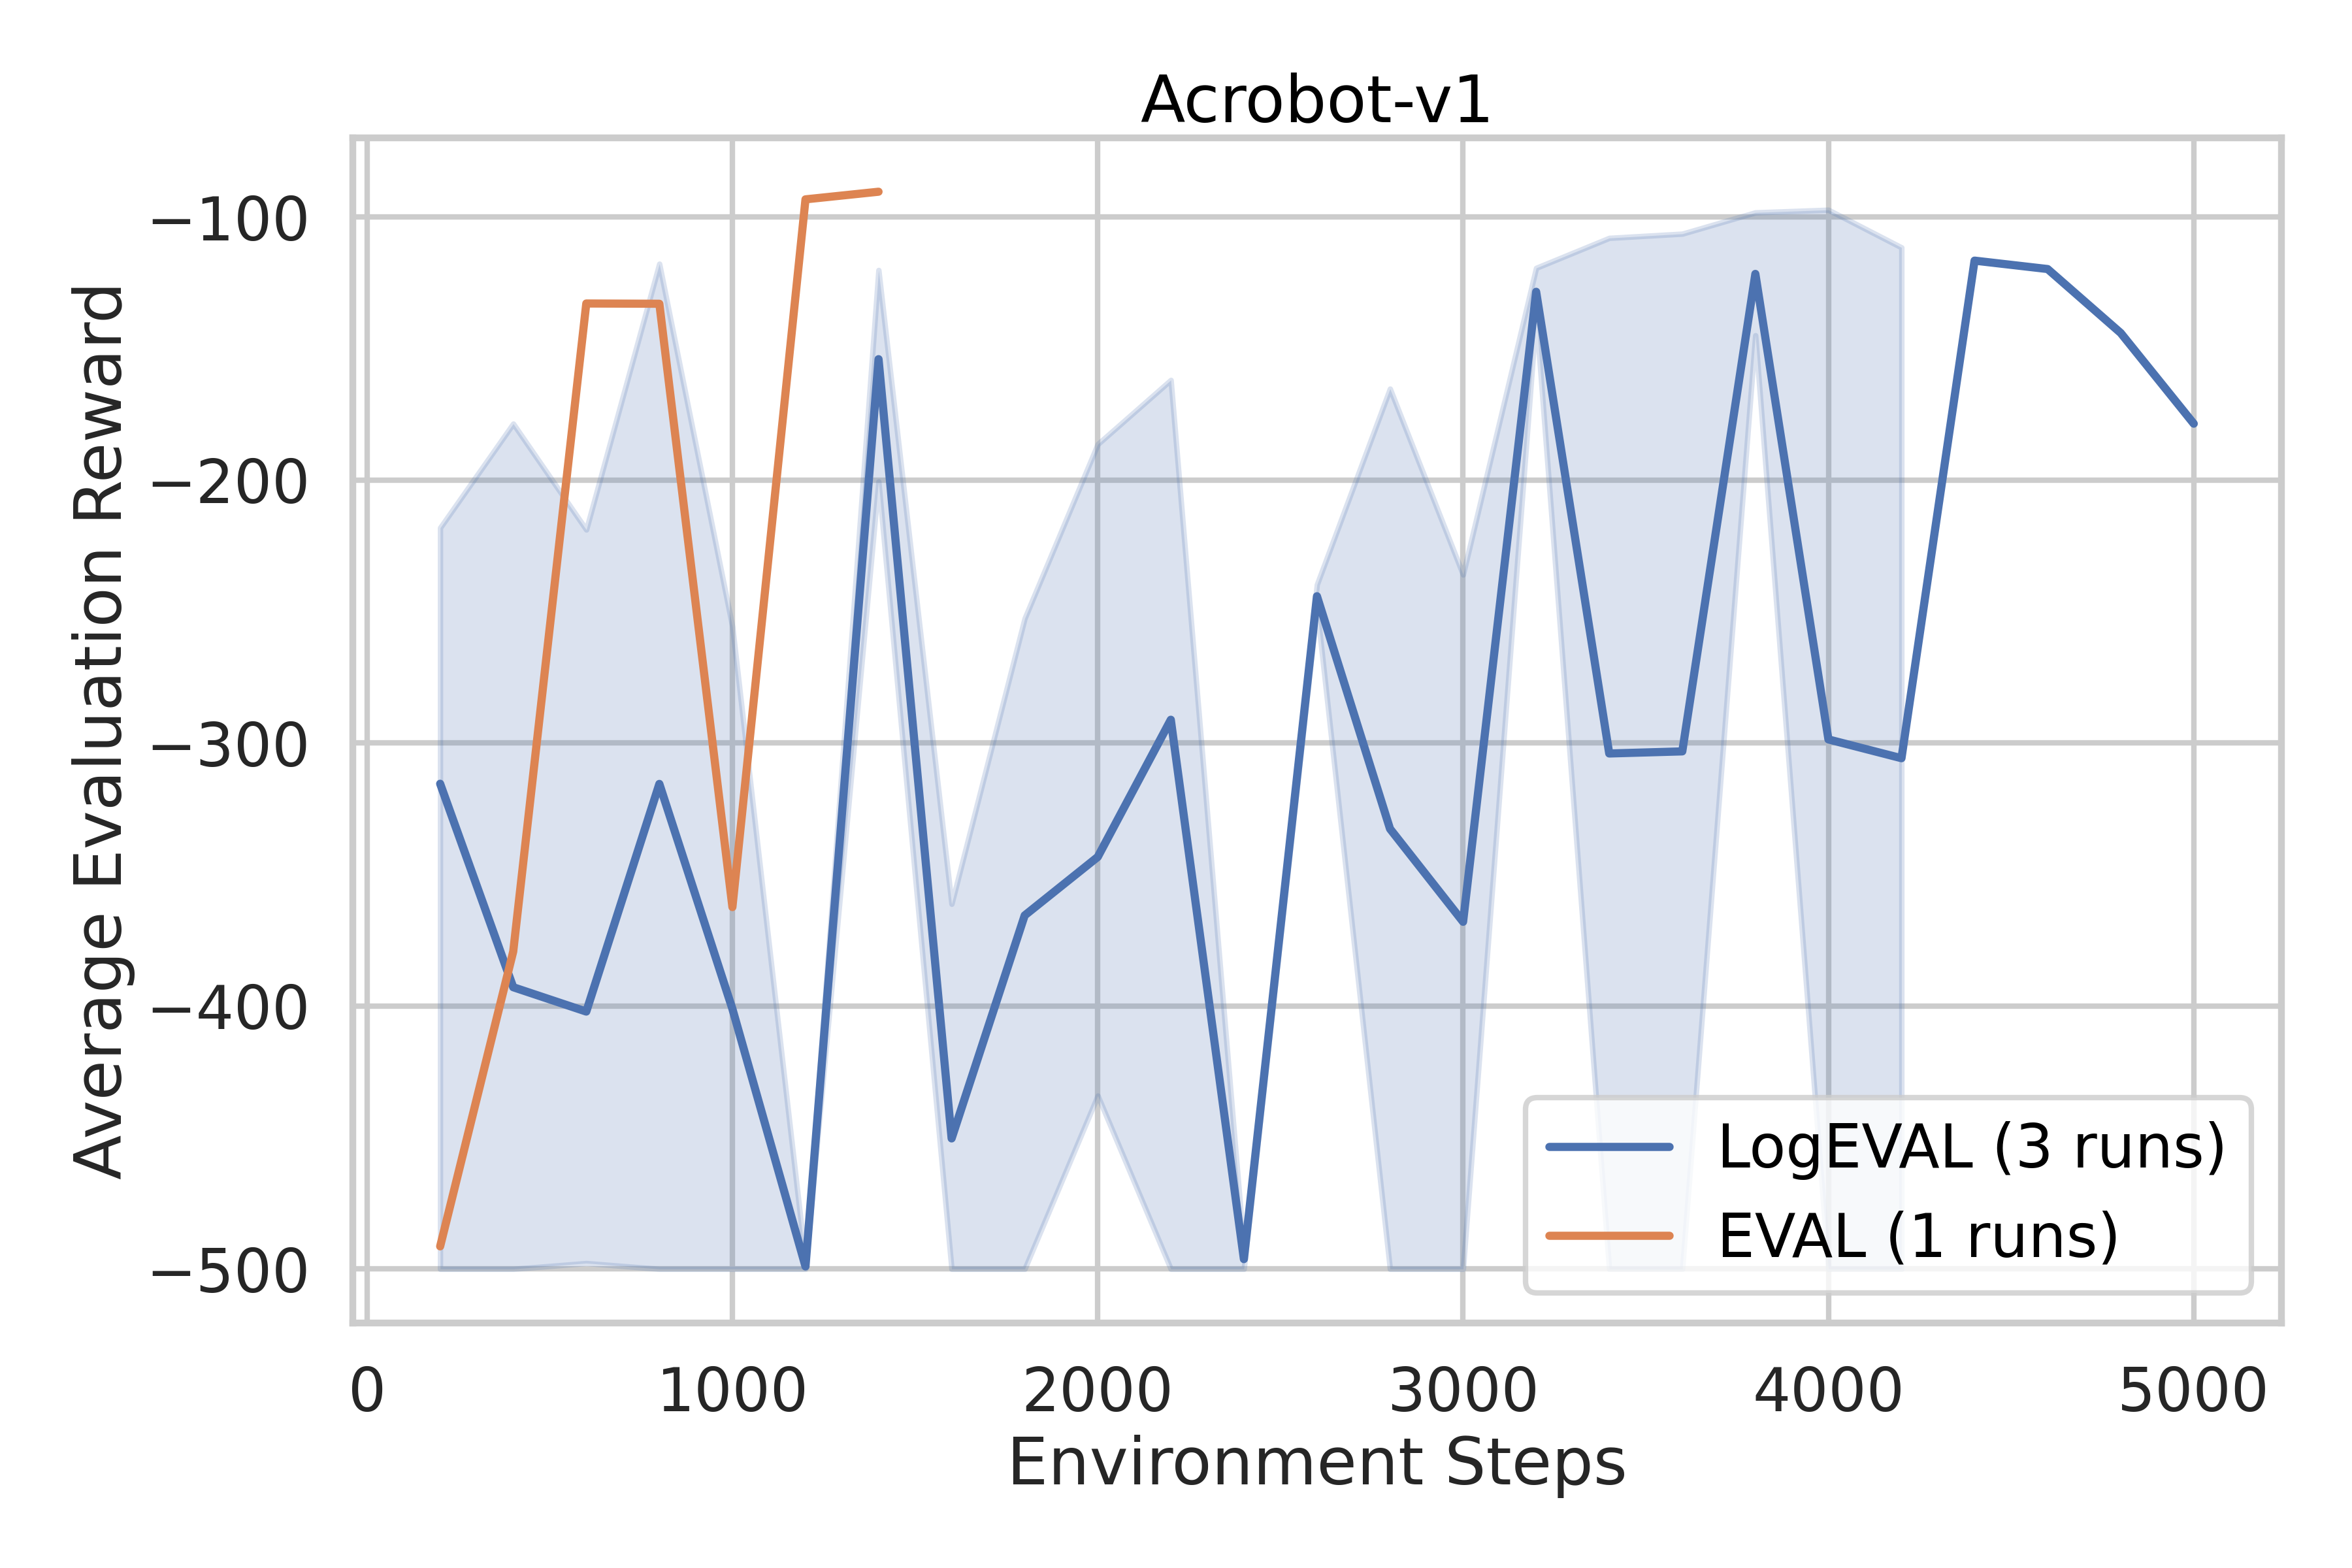 Acrobot-v1
Average Evaluation Reward
−100
−200
−300
−400
−500
LogEVAL (3 runs)
EVAL (1 runs)
0 1000 2000 3000 4000 5000
Environment Steps